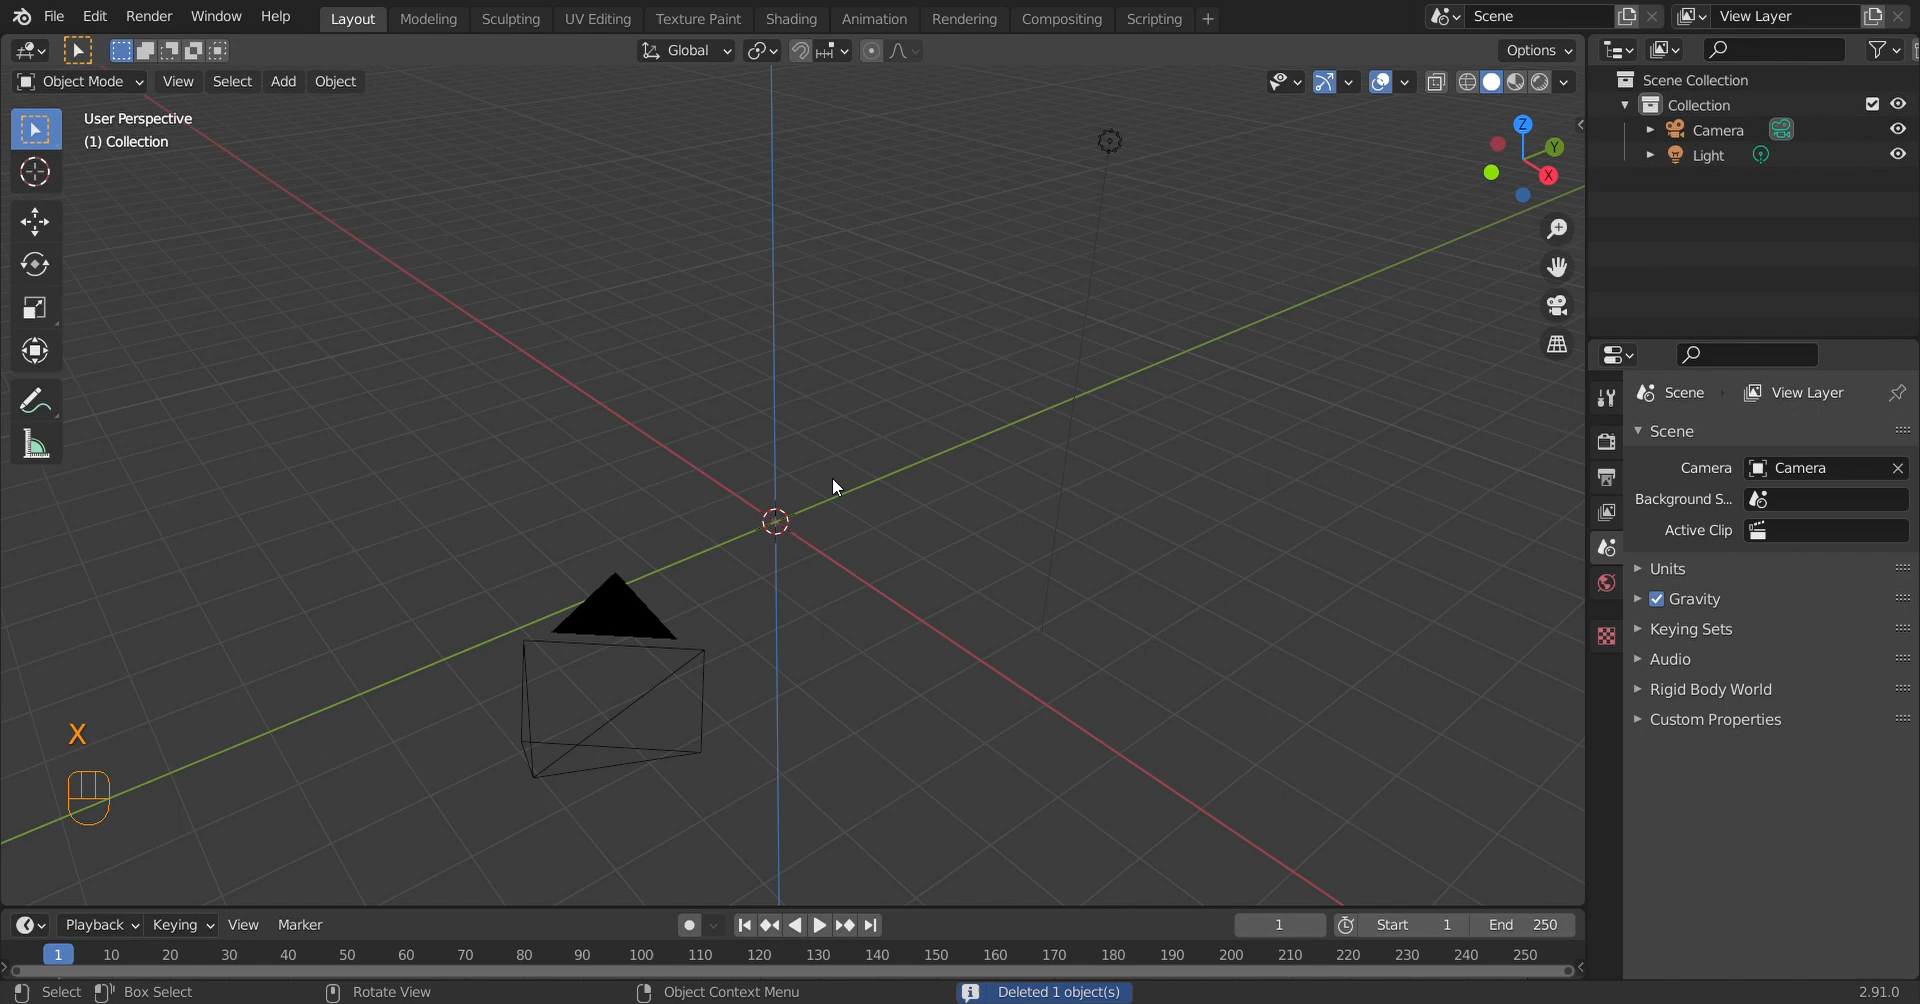 File Edit Render Window Help Layout Modeling Sculpting UV Editing Texture Paint Shading Animation Rendering Compositing Scripting + Scene View Layer
Global Options
Object Mode View Select Add Object
User Perspective
(1) Collection
Z
Y
X
Scene Collection
Collection
Camera
Light
Scene View Layer
Scene
Camera Camera
Background S...
Active Clip
Units
Gravity
Keying Sets
Audio
Rigid Body World
Custom Properties
X
Playback Keying View Marker 1 Start 1 End 250
1 10 20 30 40 50 60 70 80 90 100 110 120 130 140 150 160 170 180 190 200 210 220 230 240 250
Select Box Select Rotate View Object Context Menu Deleted 1 object(s) 2.91.0